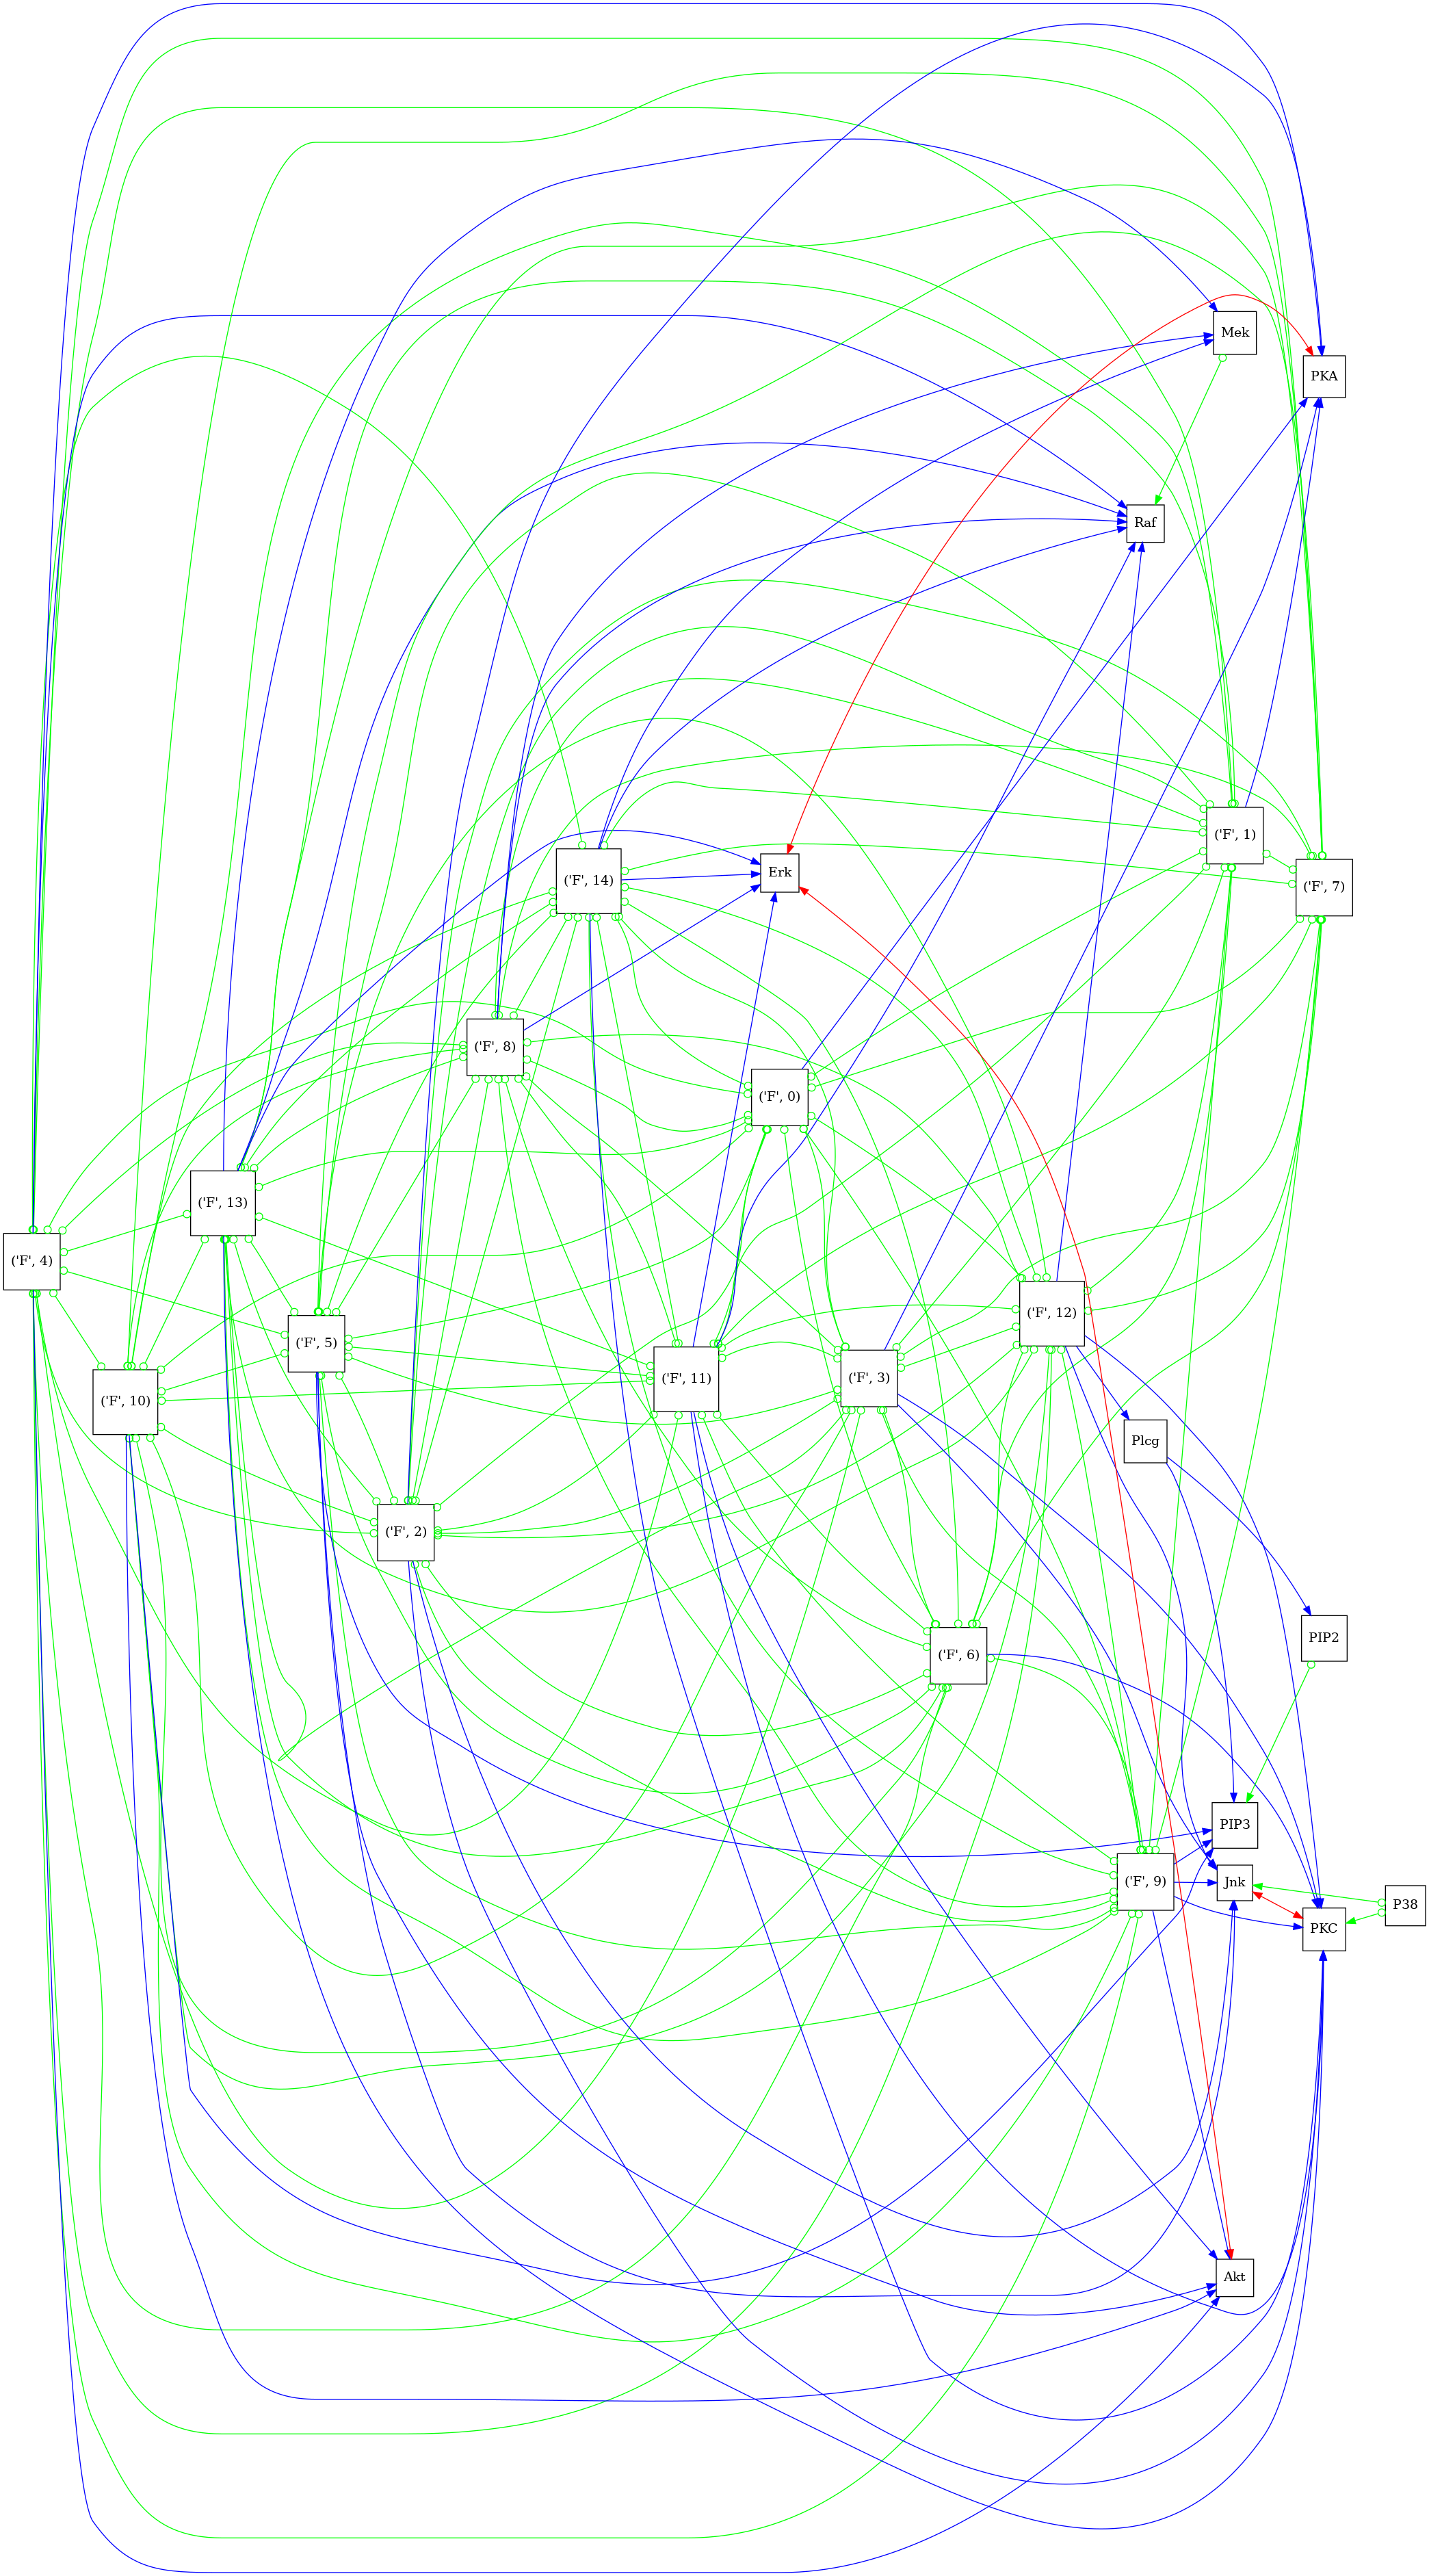 Mek
PKA
Raf
('F', 1)
Erk
('F', 14)
('F', 7)
('F', 8)
('F', 0)
('F', 13)
('F', 4)
('F', 12)
('F', 5)
('F', 11)
('F', 3)
('F', 10)
Plcg
('F', 2)
PIP2
('F', 6)
PIP3
('F', 9)
Jnk
P38
PKC
Akt